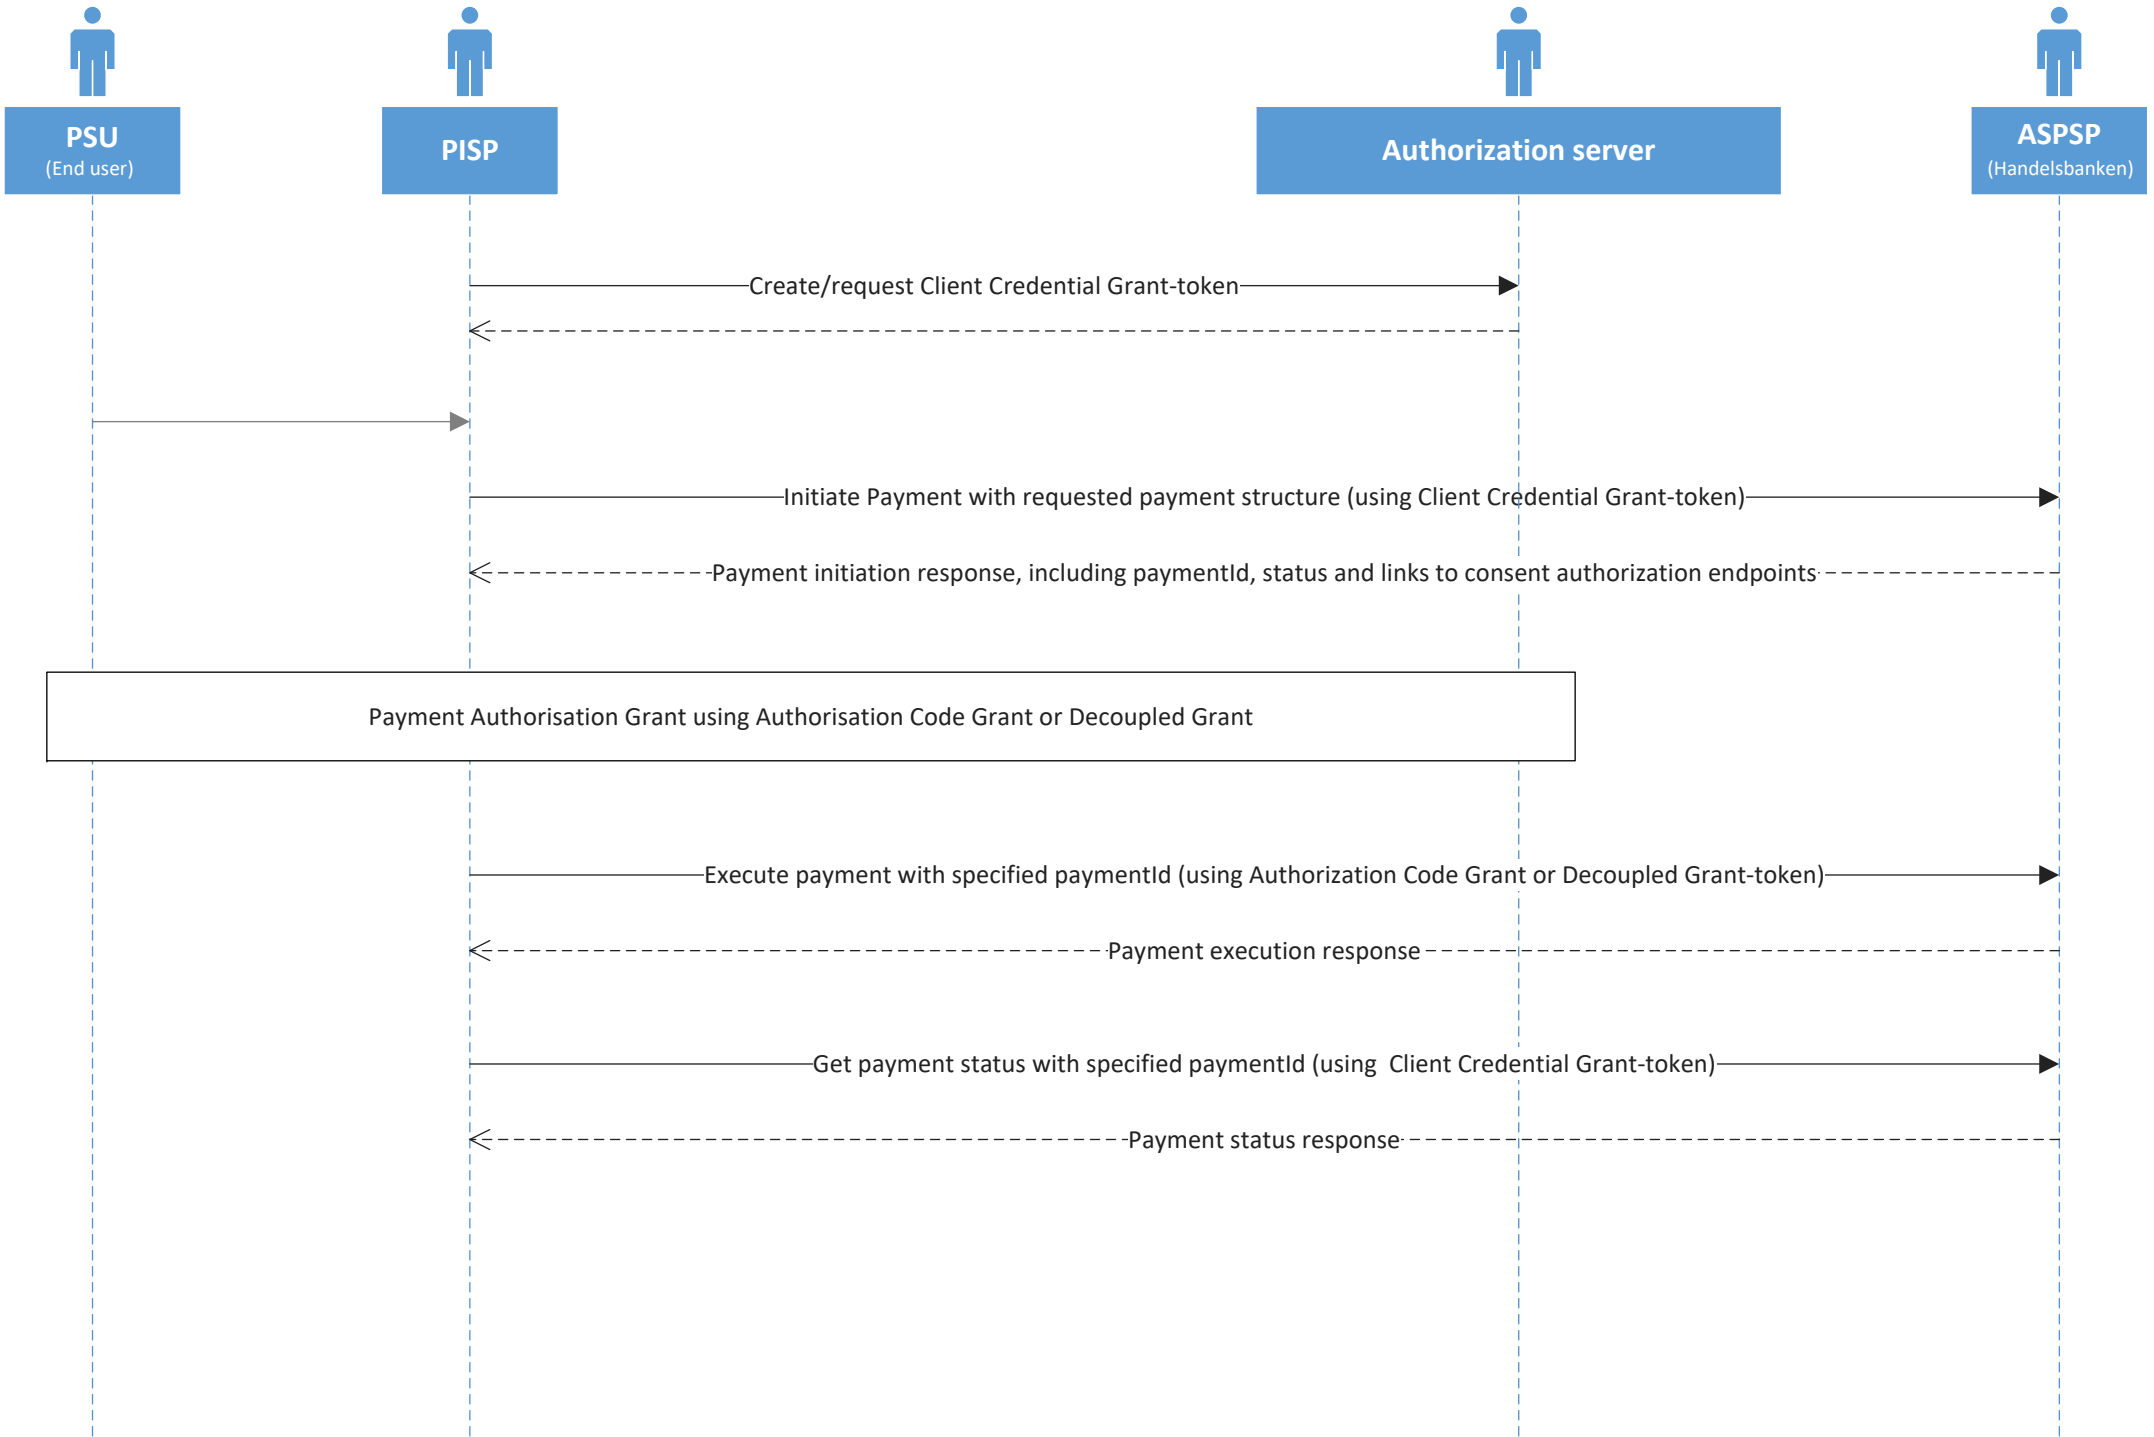 PSU
(End user)
PISP
Authorization server
ASPSP
(Handelsbanken)
Create/request Client Credential Grant-token
Initiate Payment with requested payment structure (using Client Credential Grant-token)
Payment initiation response, including paymentId, status and links to consent authorization endpoints
Payment Authorisation Grant using Authorisation Code Grant or Decoupled Grant
Execute payment with specified paymentId (using Authorization Code Grant or Decoupled Grant-token)
Payment execution response
Get payment status with specified paymentId (using  Client Credential Grant-token)
Payment status response